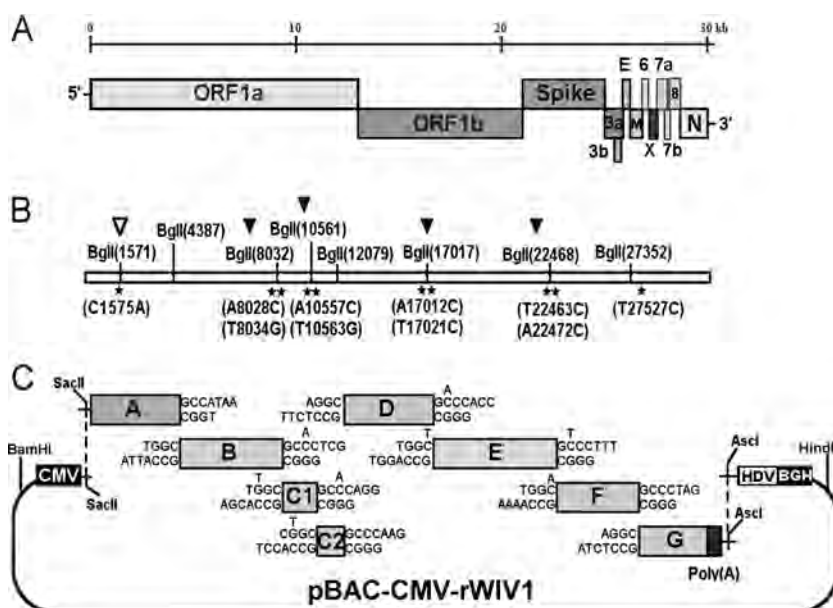 A
0 10 20 30 kb
E 6 7a
5' ORF1a Spike 8
ORF1b 3a M N 3'
3b X 7b
B
BglI(10561)
BglI(1571) BglI(4387) BglI(8032) BglI(12079) BglI(17017) BglI(22468) BglI(27352)
★ ★★ ★★ ★★ ★★ ★
(C1575A) (A8028C) (A10557C) (A17012C) (T22463C) (T27527C)
(T8034G) (T10563G) (T17021C) (A22472C)
C
SacII A GCCATAA AGGC D A GCCCACC
CGGT TTCTCCG CGGG
BamHI TGGC B A GCCCTCG T TGGC E T GCCCTTT AscI
ATTACCG CGGG TGGACCG CGGG
CMV SacII T TGGC C1 A GCCCAGG A TGGC F GCCCTAG HDV BGH
AGCACCG CGGG AAAACCG CGGG
T CGGC C2 GCCCAAG AGGC G AscI
TCCACCG CGGG ATCTCCG
Poly(A)
pBAC-CMV-rWIV1